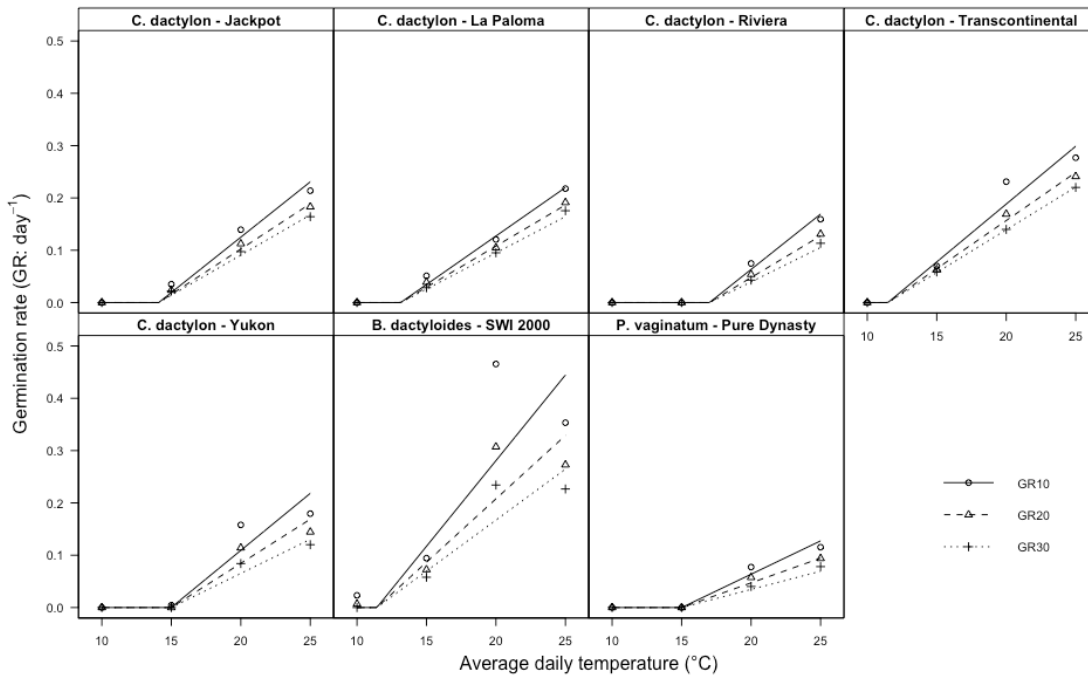 C. dactylon - Jackpot
C. dactylon - La Paloma
C. dactylon - Riviera
C. dactylon - Transcontinental
0.5
0.4
0.3
0.2
0.1
0.0
10 15 20 25
C. dactylon - Yukon
B. dactyloides - SWI 2000
P. vaginatum - Pure Dynasty
0.5
0.4
0.3
0.2
0.1
0.0
10 15 20 25
10 15 20 25
10 15 20 25
Germination rate (GR: day⁻¹)
Average daily temperature (°C)
GR10
GR20
GR30